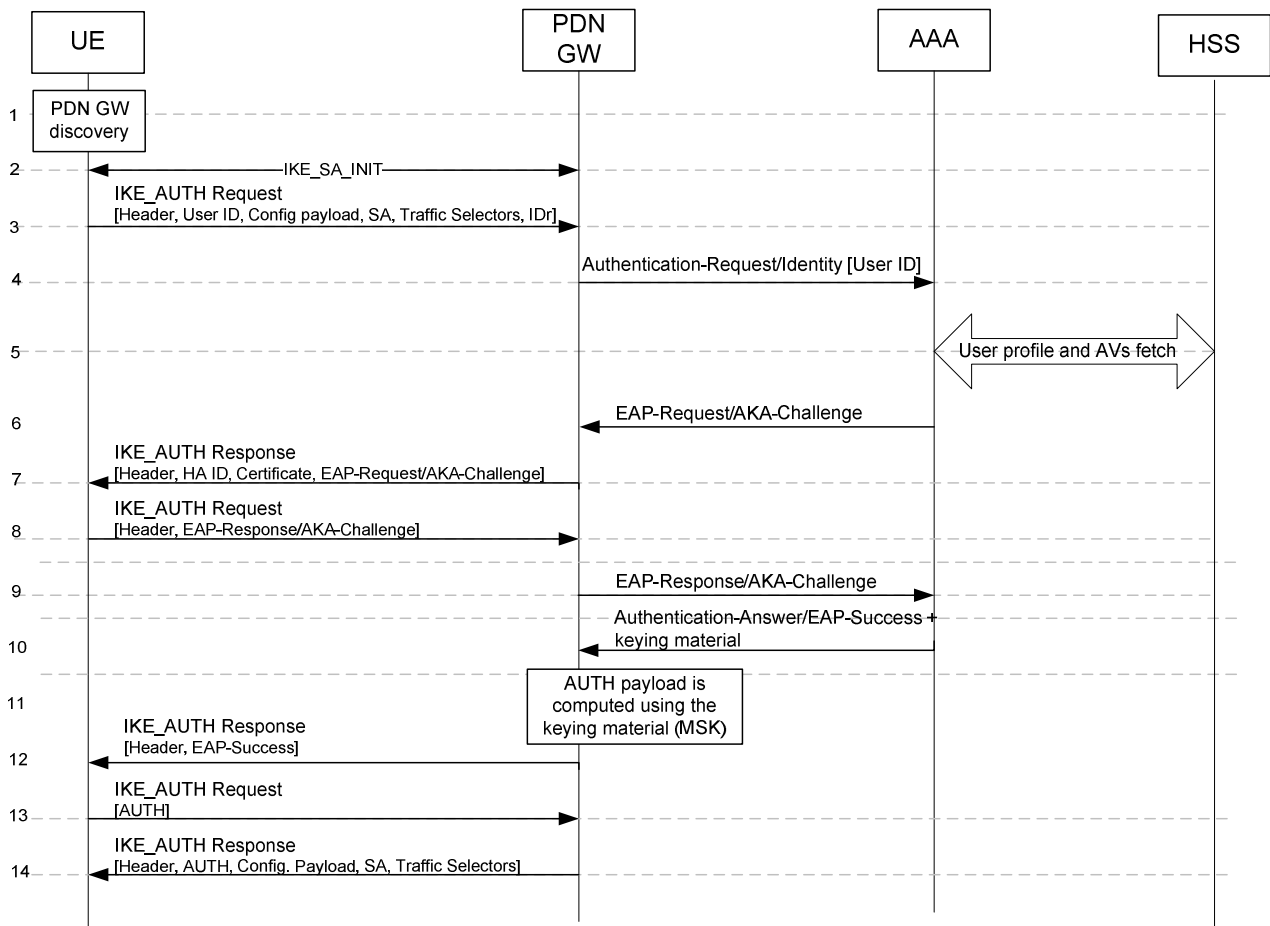 UE
PDN
GW
AAA
HSS
1
PDN GW
discovery
2
IKE_SA_INIT
IKE_AUTH Request
[Header, User ID, Config payload, SA, Traffic Selectors, IDr]
3
Authentication-Request/Identity [User ID]
4
5
User profile and AVs fetch
6
EAP-Request/AKA-Challenge
IKE_AUTH Response
[Header, HA ID, Certificate, EAP-Request/AKA-Challenge]
7
IKE_AUTH Request
[Header, EAP-Response/AKA-Challenge]
8
EAP-Response/AKA-Challenge
9
Authentication-Answer/EAP-Success +
keying material
10
AUTH payload is
computed using the
keying material (MSK)
11
IKE_AUTH Response
[Header, EAP-Success]
12
IKE_AUTH Request
[AUTH]
13
IKE_AUTH Response
[Header, AUTH, Config. Payload, SA, Traffic Selectors]
14